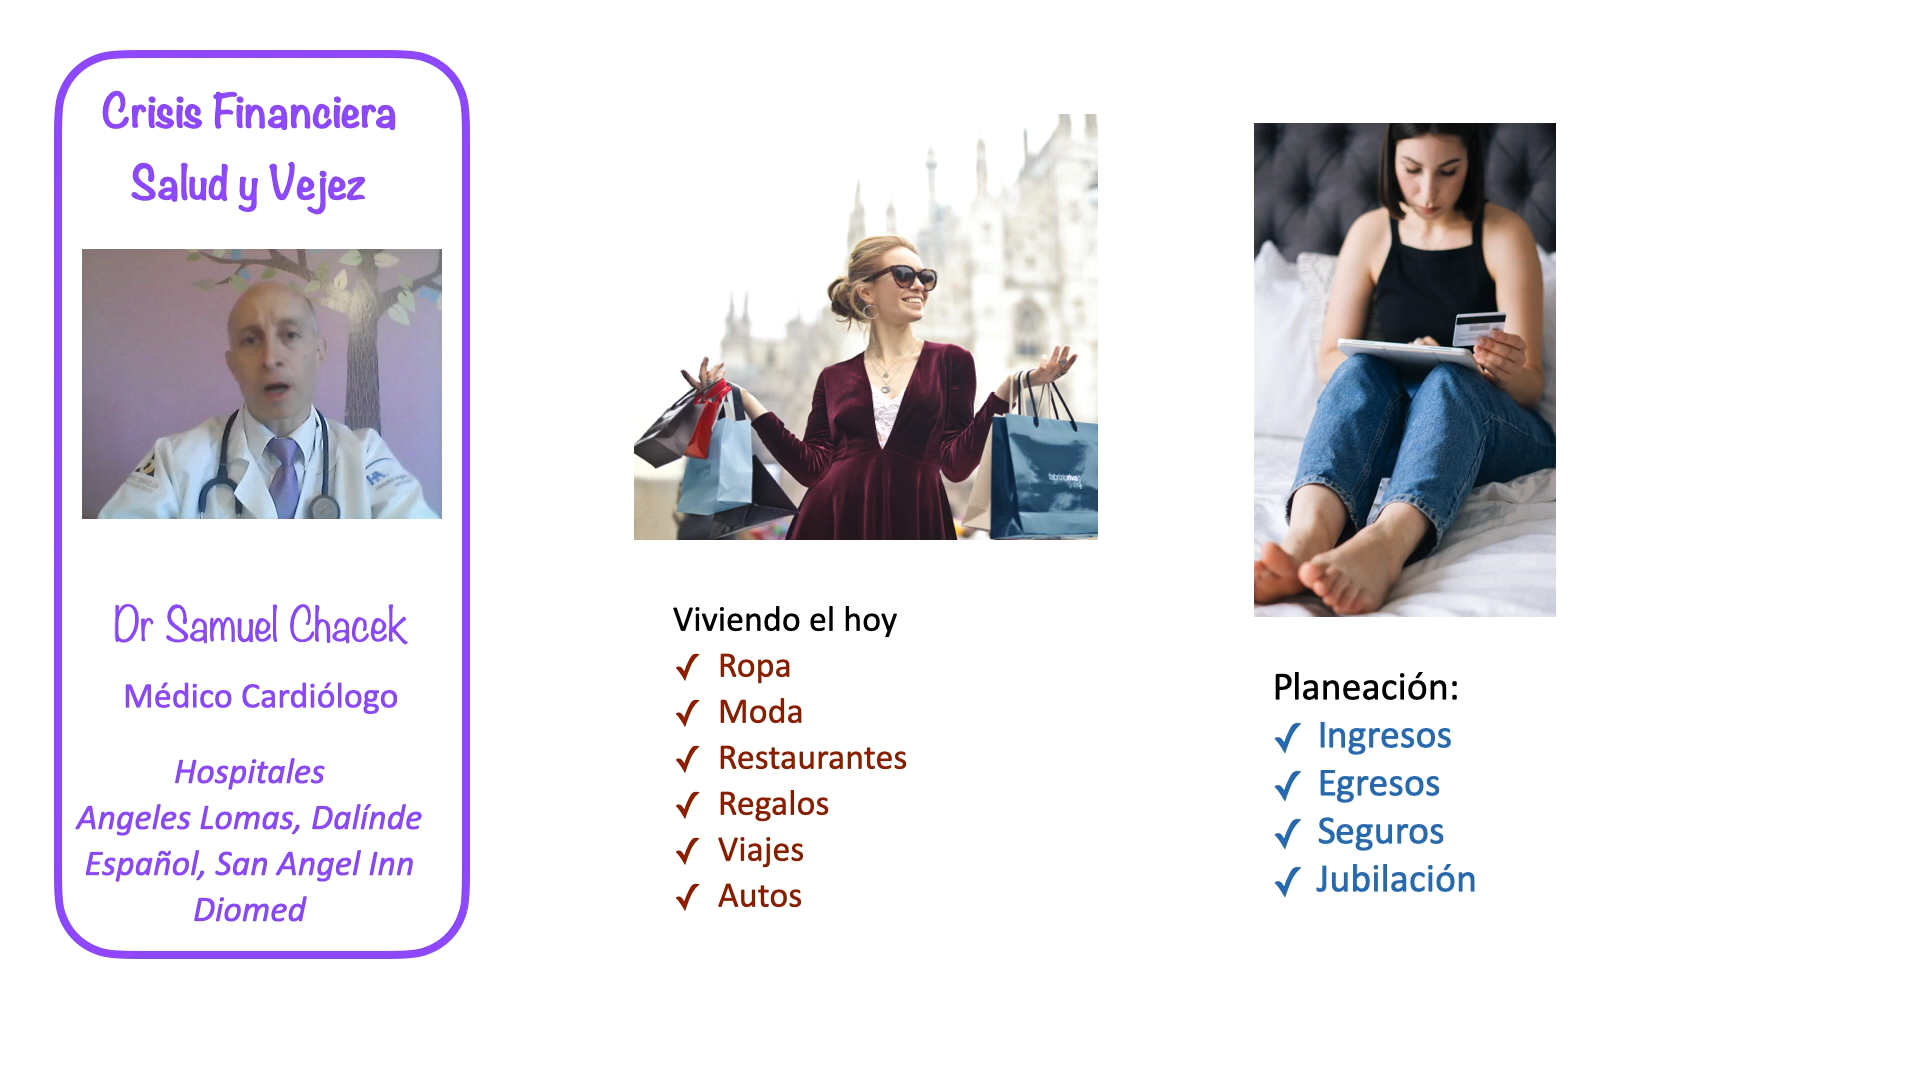 Crisis Financiera
Salud y Vejez
Dr Samuel Chacek
Médico Cardiólogo
Hospitales
Angeles Lomas, Dalínde
Español, San Angel Inn
Diomed
Viviendo el hoy
✓ Ropa
✓ Moda
✓ Restaurantes
✓ Regalos
✓ Viajes
✓ Autos
Planeación:
✓ Ingresos
✓ Egresos
✓ Seguros
✓ Jubilación